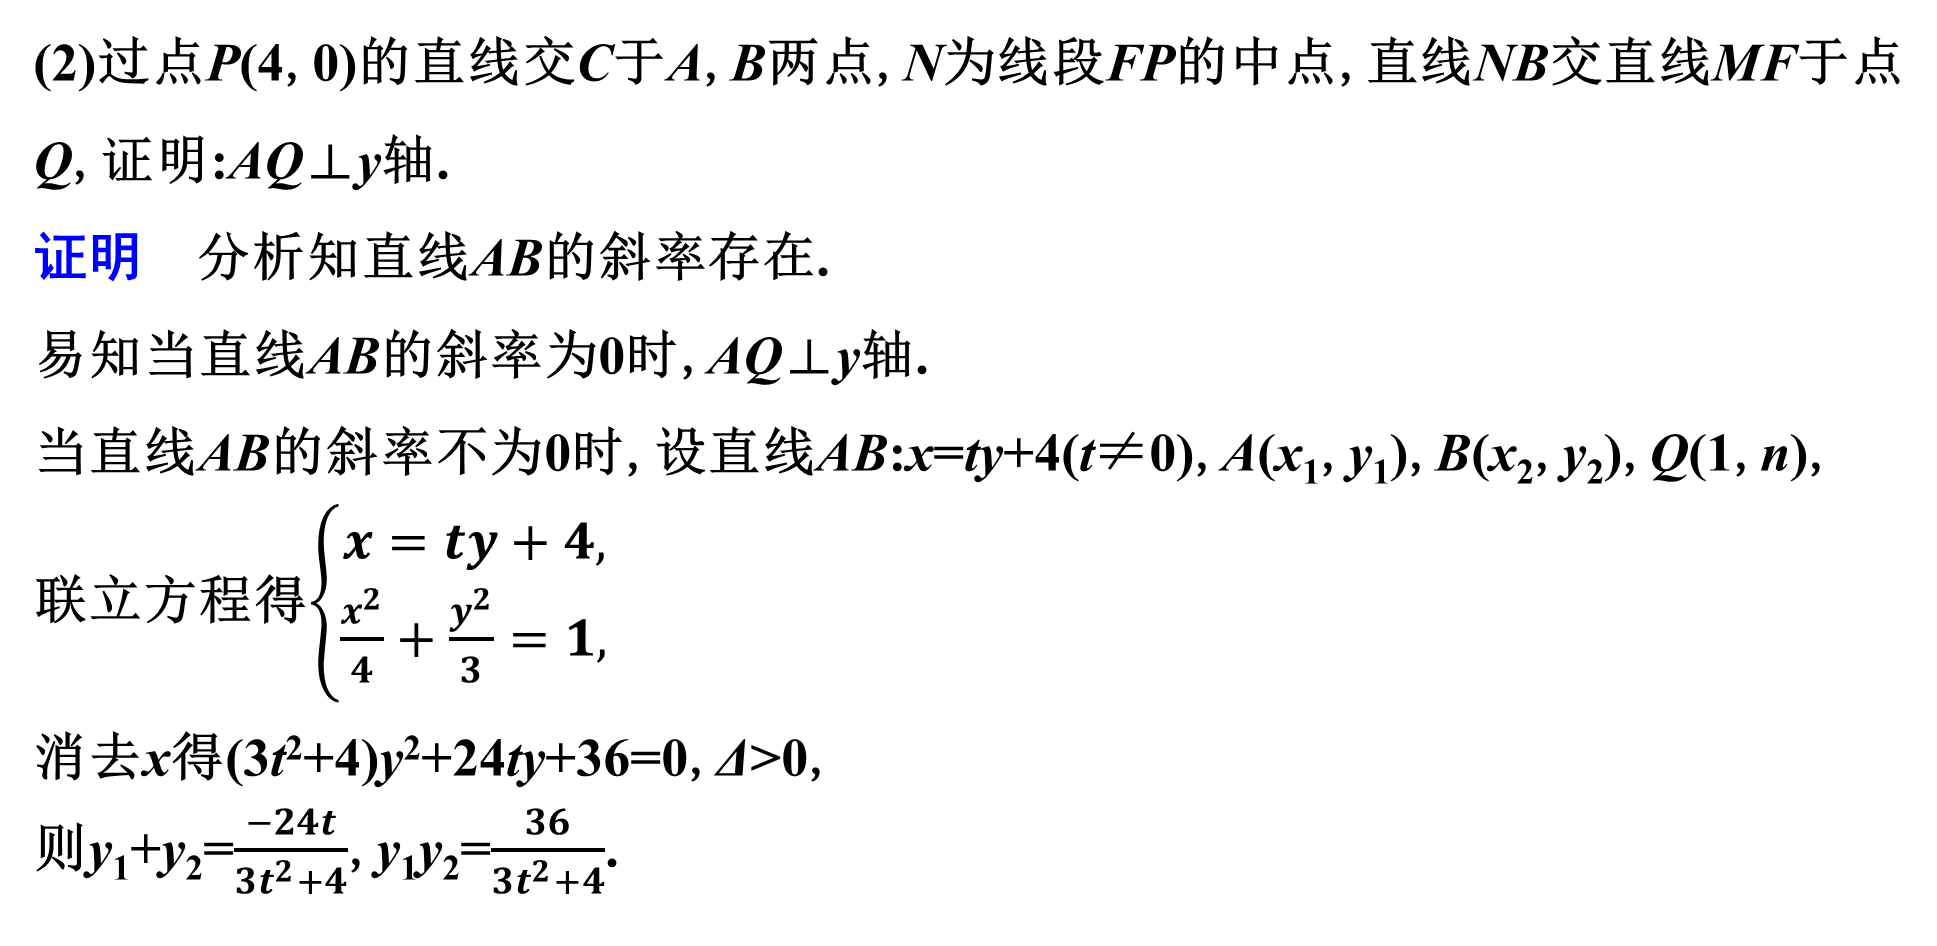 (2)过点P(4, 0)的直线交C于A, B两点, N为线段FP的中点, 直线NB交直线MF于点
Q, 证明:AQ⊥y轴.
证明 分析知直线AB的斜率存在.
易知当直线AB的斜率为0时, AQ⊥y轴.
当直线AB的斜率不为0时, 设直线AB:x=ty+4(t≠0), A(x₁, y₁), B(x₂, y₂), Q(1, n),
联立方程得{x = ty + 4, x²/4 + y²/3 = 1,
消去x得(3t²+4)y²+24ty+36=0, Δ>0,
则y₁+y₂=−24t/(3t²+4), y₁y₂=36/(3t²+4).